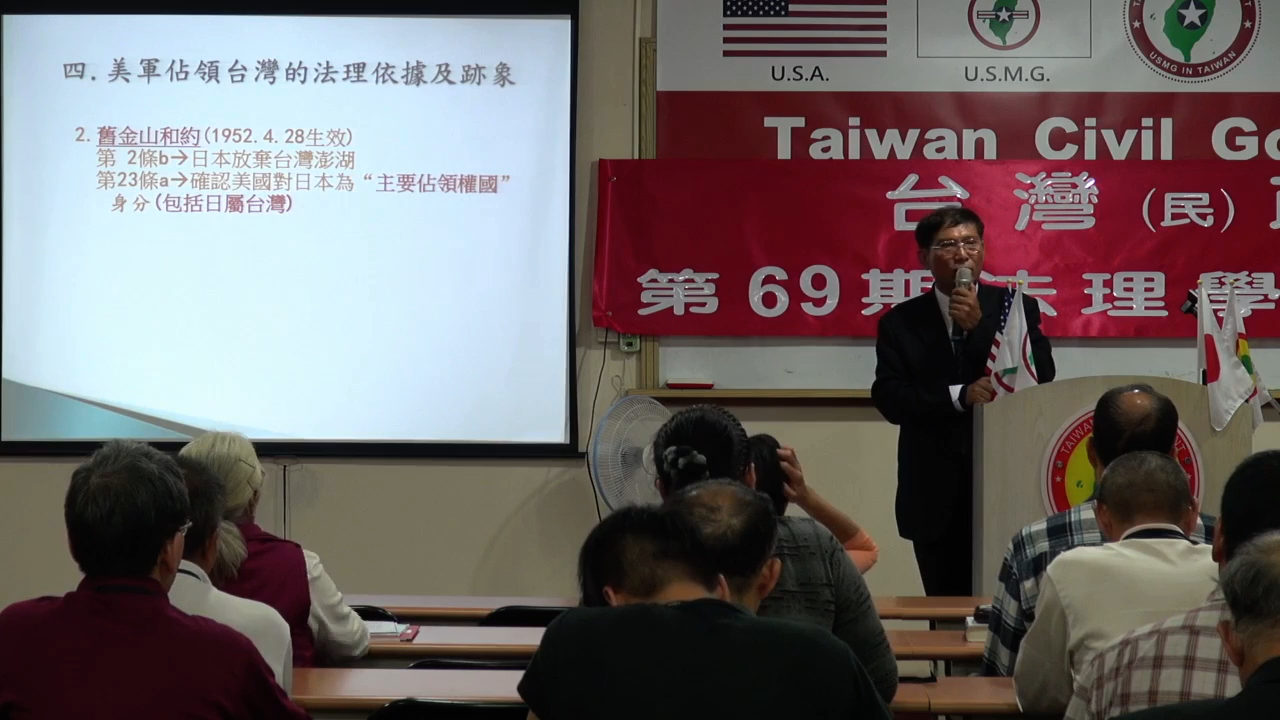 四.美軍佔領台灣的法理依據及跡象
2.舊金山和約(1952.4.28生效)
第 2條b→日本放棄台灣澎湖
第23條a→確認美國對日本為“主要佔領權國”
身分(包括日屬台灣)
U.S.A.
U.S.M.G.
USMG IN TAIWAN
Taiwan Civil Go
台灣(民)
第69期法理學
TAIWAN